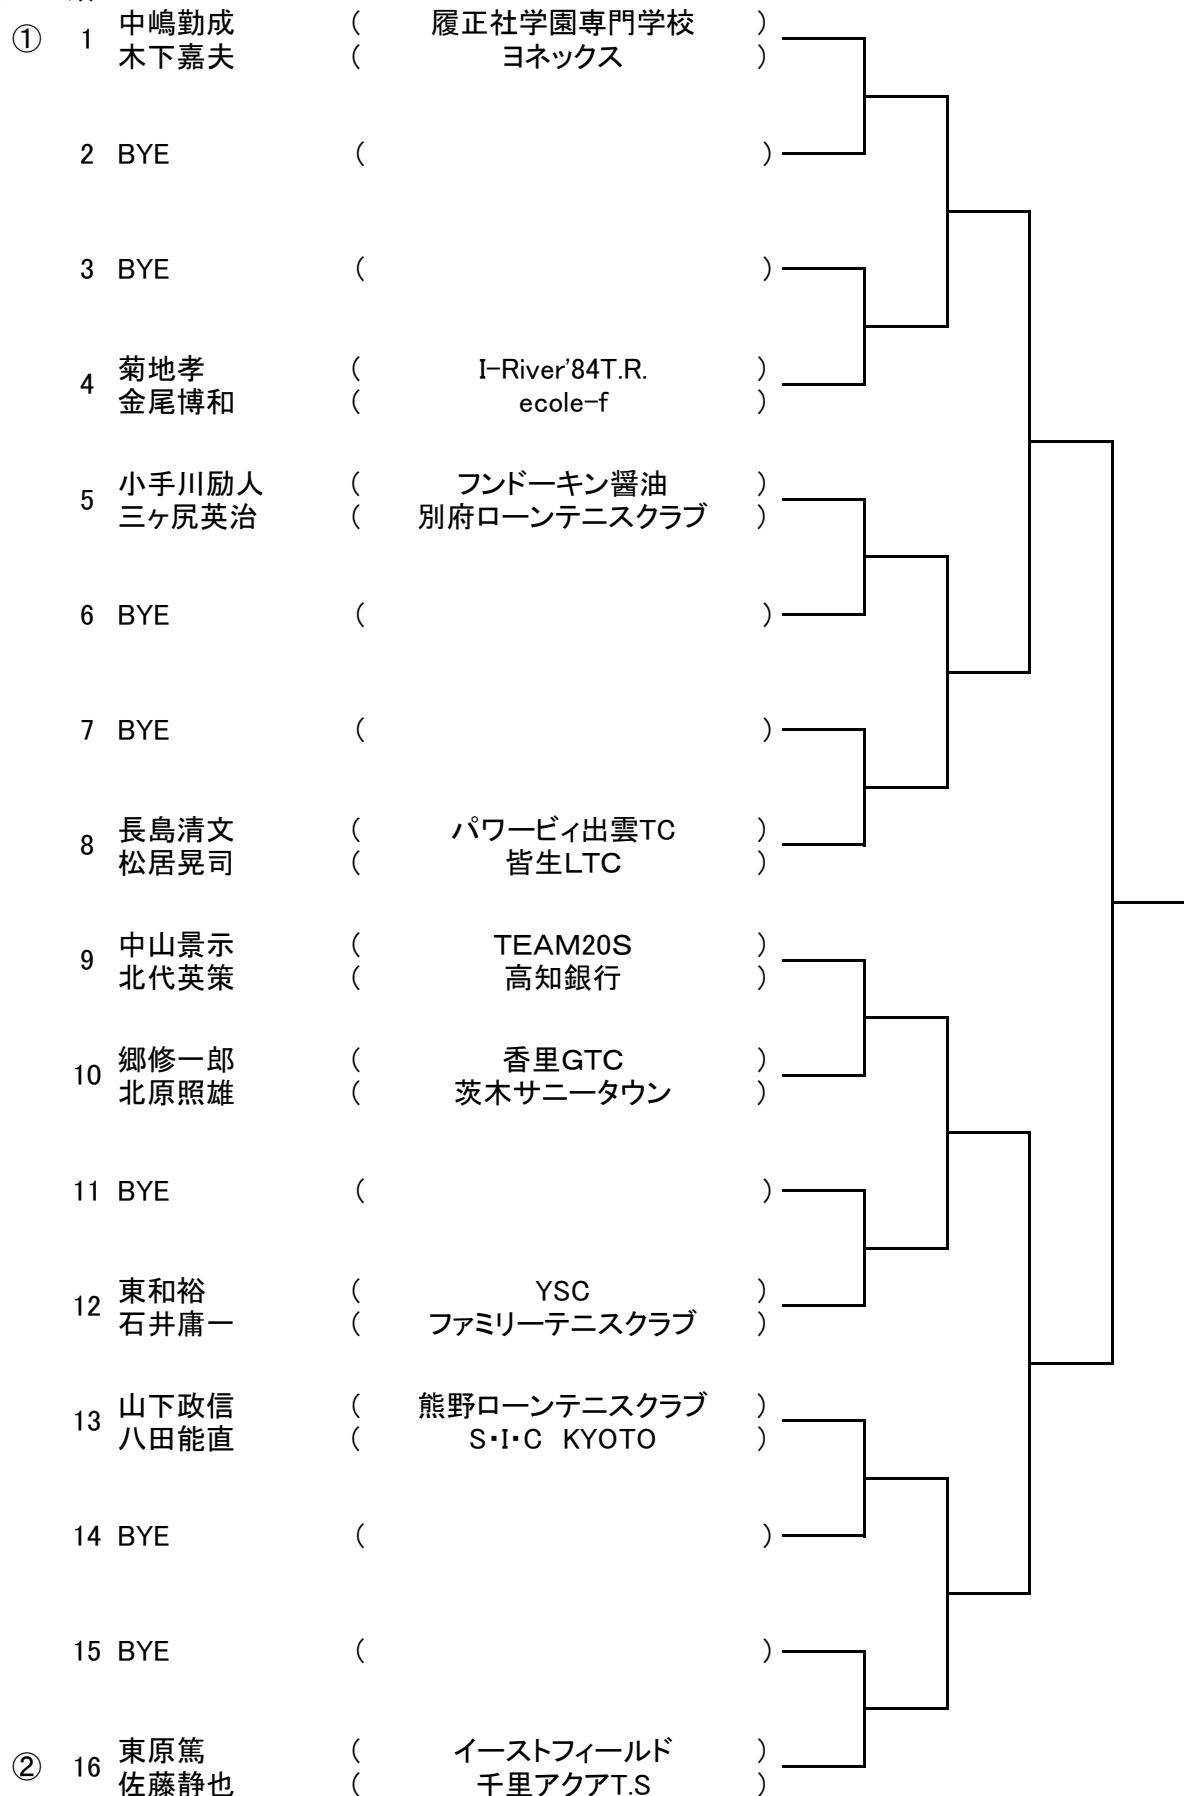 ① 1 中嶋勤成 ( 履正社学園専門学校 )
木下嘉夫 ( ヨネックス )
2 BYE ( )
3 BYE ( )
4 菊地孝 ( I-River'84T.R. )
金尾博和 ( ecole-f )
5 小手川励人 ( フンドーキン醤油 )
三ヶ尻英治 ( 別府ローンテニスクラブ )
6 BYE ( )
7 BYE ( )
8 長島清文 ( パワービィ出雲TC )
松居晃司 ( 皆生LTC )
9 中山景示 ( TEAM20S )
北代英策 ( 高知銀行 )
10 郷修一郎 ( 香里GTC )
北原照雄 ( 茨木サニータウン )
11 BYE ( )
12 東和裕 ( YSC )
石井庸一 ( ファミリーテニスクラブ )
13 山下政信 ( 熊野ローンテニスクラブ )
八田能直 ( S・I・C KYOTO )
14 BYE ( )
15 BYE ( )
② 16 東原篤 ( イーストフィールド )
佐藤静也 ( 千里アクアT.S )